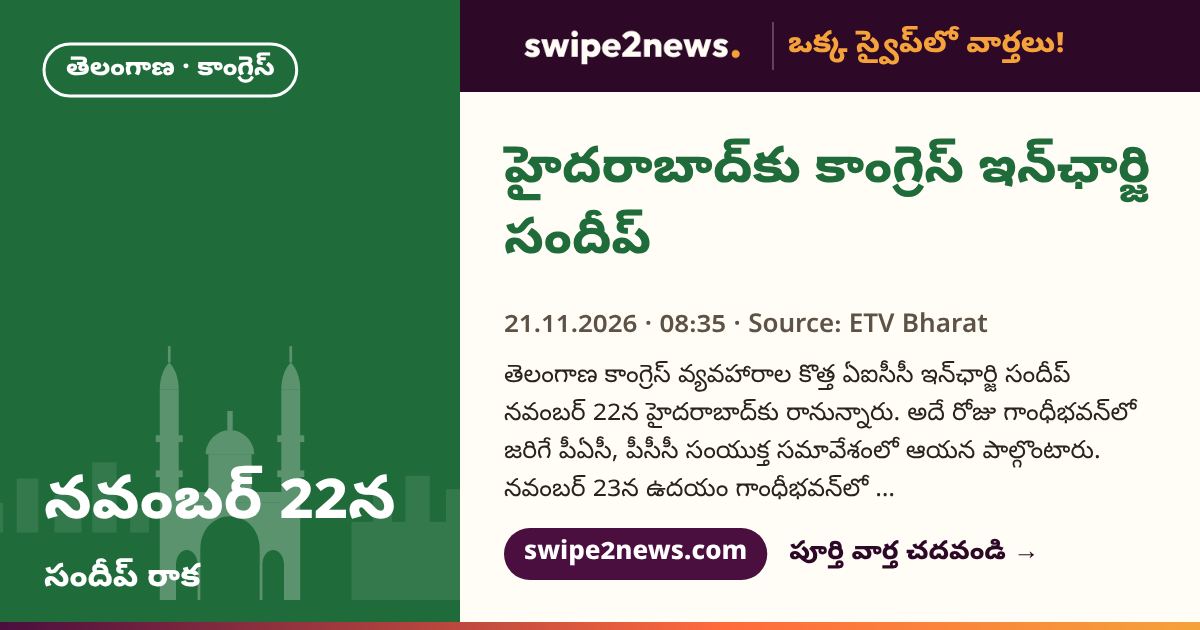 తెలంగాణ · కాంగ్రెస్
swipe2news.
ఒక్క స్వైప్‌లో వార్తలు!
హైదరాబాద్‌కు కాంగ్రెస్ ఇన్‌ఛార్జి
సందీప్
21.11.2026 · 08:35 · Source: ETV Bharat
తెలంగాణ కాంగ్రెస్ వ్యవహారాల కొత్త ఏఐసీసీ ఇన్‌ఛార్జి సందీప్
నవంబర్ 22న హైదరాబాద్‌కు రానున్నారు. అదే రోజు గాంధీభవన్‌లో
జరిగే పీఏసీ, పీసీసీ సంయుక్త సమావేశంలో ఆయన పాల్గొంటారు.
నవంబర్ 23న ఉదయం గాంధీభవన్‌లో ...
నవంబర్ 22న
సందీప్ రాక
swipe2news.com
పూర్తి వార్త చదవండి →